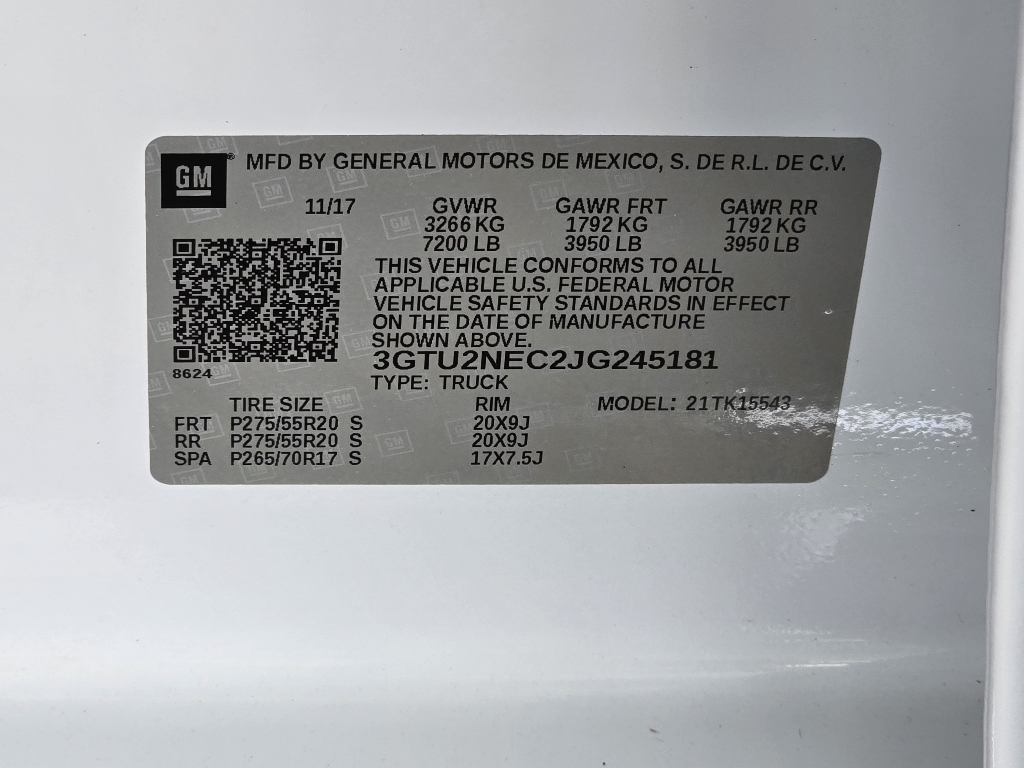 GM® MFD BY GENERAL MOTORS DE MEXICO, S. DE R.L. DE C.V.
11/17 GVWR GAWR FRT GAWR RR
3266 KG 1792 KG 1792 KG
7200 LB 3950 LB 3950 LB
THIS VEHICLE CONFORMS TO ALL
APPLICABLE U.S. FEDERAL MOTOR
VEHICLE SAFETY STANDARDS IN EFFECT
ON THE DATE OF MANUFACTURE
SHOWN ABOVE.
3GTU2NEC2JG245181
8624
TYPE: TRUCK
TIRE SIZE RIM MODEL: 21TK15543
FRT P275/55R20 S 20X9J
RR P275/55R20 S 20X9J
SPA P265/70R17 S 17X7.5J